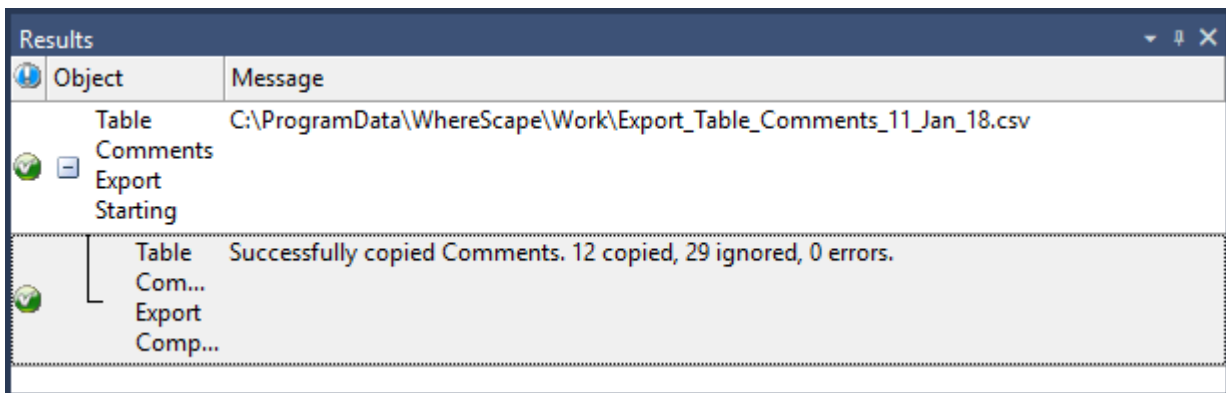 Results
Object Message
Table C:\ProgramData\WhereScape\Work\Export_Table_Comments_11_Jan_18.csv
Comments
Export
Starting
Table Successfully copied Comments. 12 copied, 29 ignored, 0 errors.
Com...
Export
Comp...